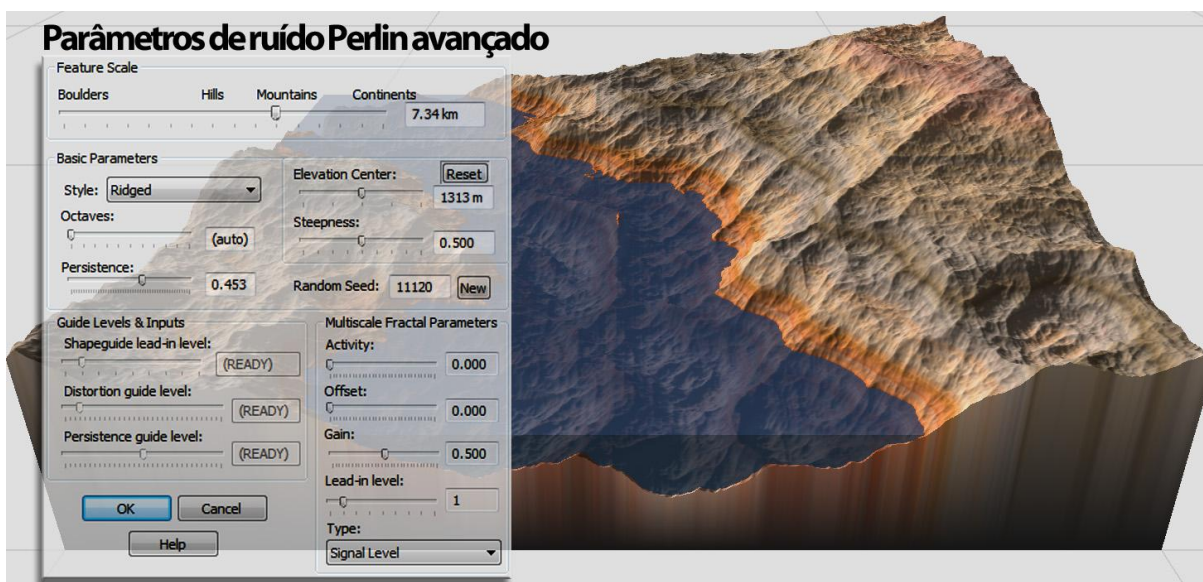 Parâmetros de ruído Perlin avançado
Feature Scale
Boulders Hills Mountains Continents
7.34 km
Basic Parameters
Style: Ridged
Octaves:
(auto)
Persistence:
0.453
Elevation Center: Reset
1313 m
Steepness:
0.500
Random Seed: 11120 New
Guide Levels & Inputs
Shapeguide lead-in level:
(READY)
Distortion guide level:
(READY)
Persistence guide level:
(READY)
Multiscale Fractal Parameters
Activity:
0.000
Offset:
0.000
Gain:
0.500
Lead-in level:
1
Type:
Signal Level
OK Cancel
Help